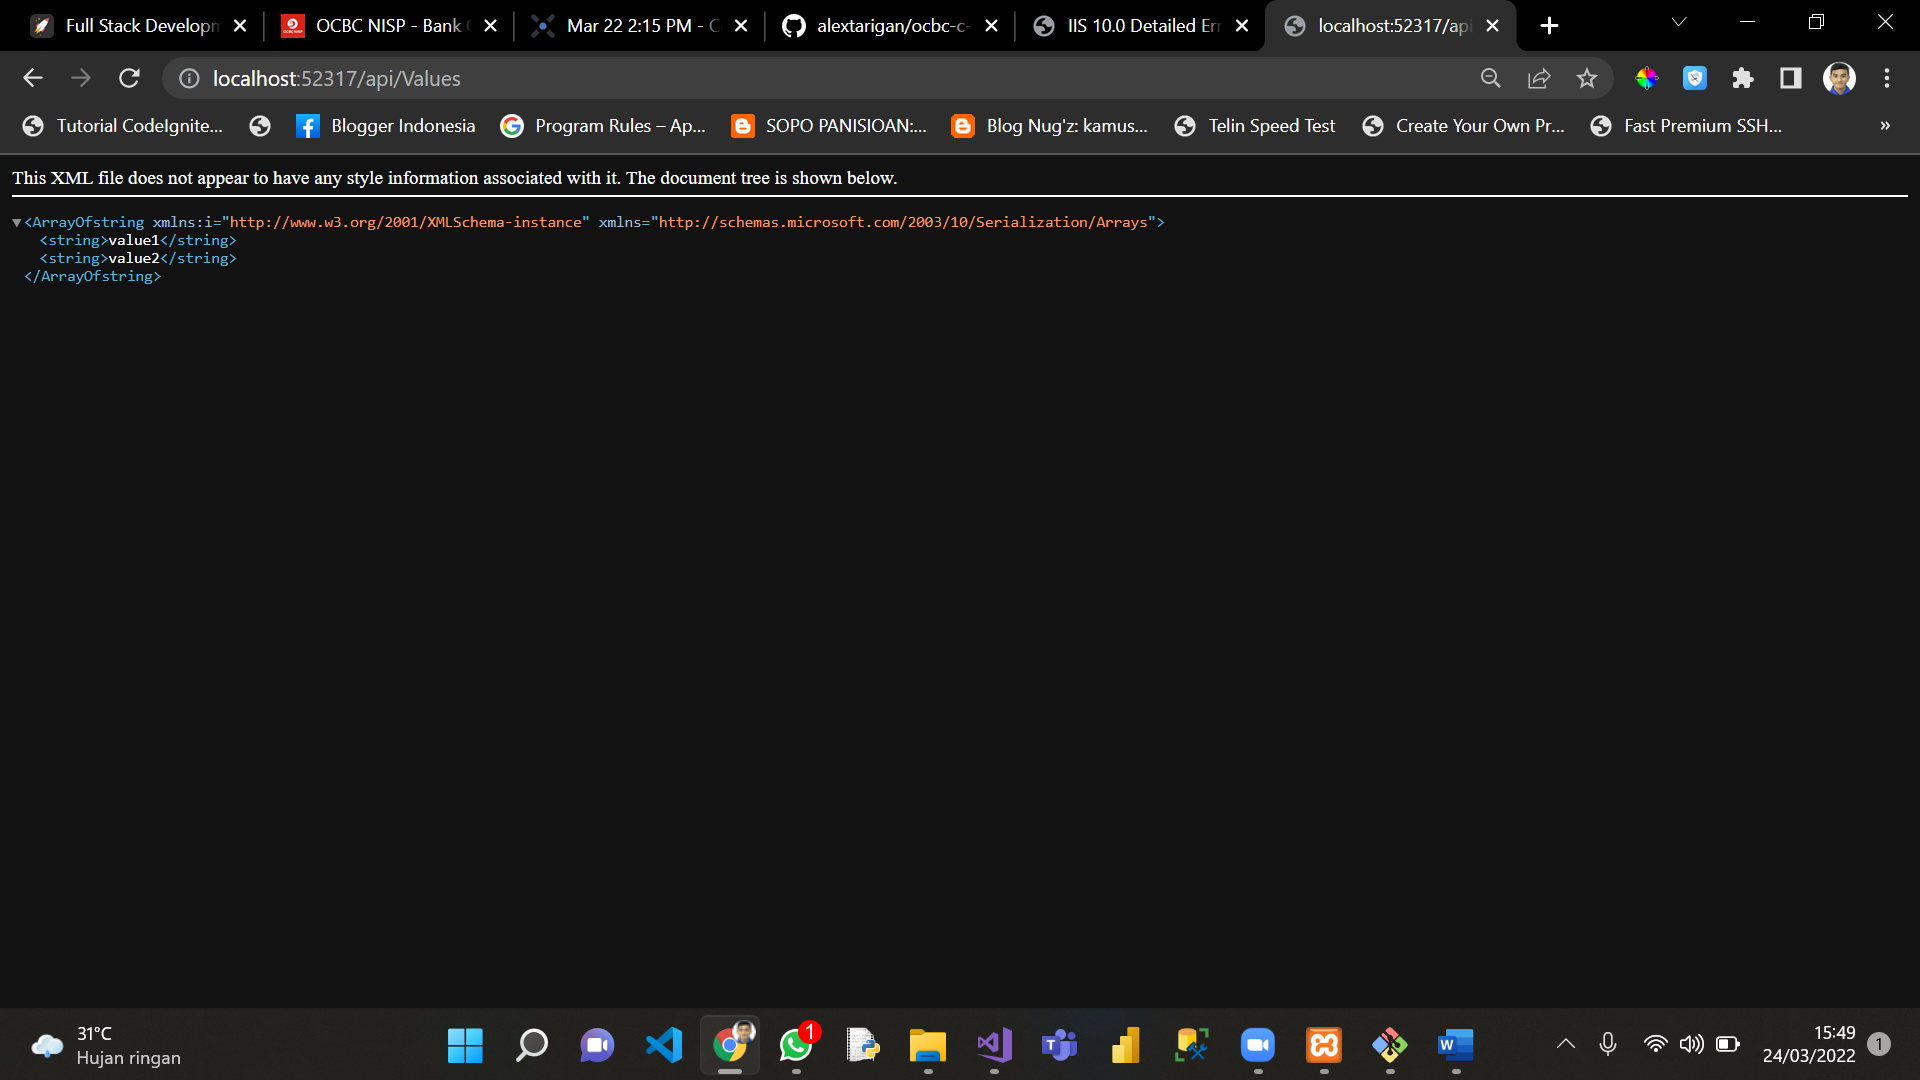 Full Stack Developm
OCBC NISP - Bank
Mar 22 2:15 PM - C
alextarigan/ocbc-c-
IIS 10.0 Detailed Err
localhost:52317/api
localhost:52317/api/Values
Tutorial CodeIgnite...
Blogger Indonesia
Program Rules – Ap...
SOPO PANISIOAN:...
Blog Nug'z: kamus...
Telin Speed Test
Create Your Own Pr...
Fast Premium SSH...
»
This XML file does not appear to have any style information associated with it. The document tree is shown below.
▼<ArrayOfstring xmlns:i="http://www.w3.org/2001/XMLSchema-instance" xmlns="http://schemas.microsoft.com/2003/10/Serialization/Arrays">
<string>value1</string>
<string>value2</string>
</ArrayOfstring>
31°C
Hujan ringan
1
15:49
24/03/2022
1